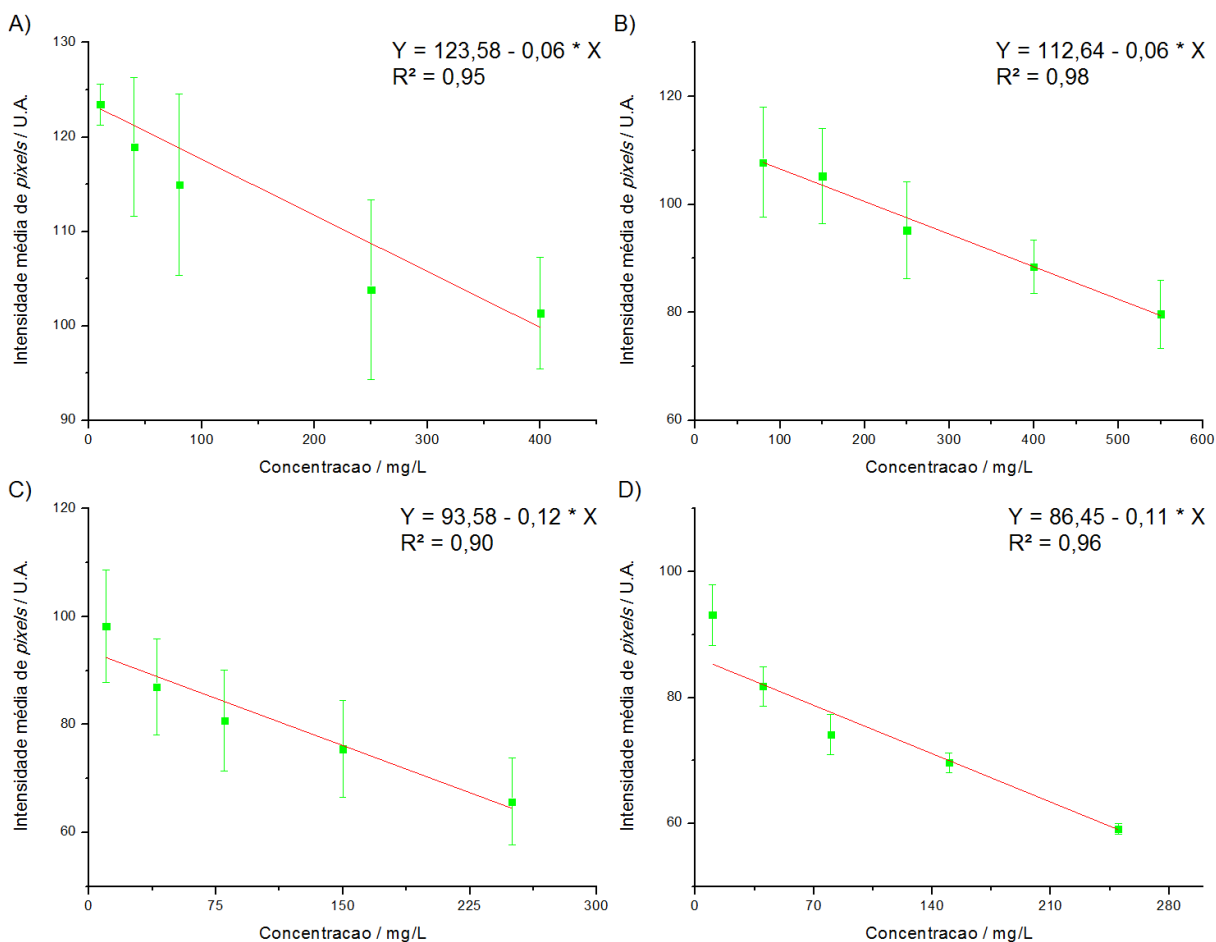 A)
Y = 123,58 - 0,06 * X
R² = 0,95
Intensidade média de pixels / U.A.
130
120
110
100
90
0 100 200 300 400
Concentracao / mg/L
B)
Y = 112,64 - 0,06 * X
R² = 0,98
Intensidade média de pixels / U.A.
120
100
80
60
0 100 200 300 400 500 600
Concentracao / mg/L
C)
Y = 93,58 - 0,12 * X
R² = 0,90
Intensidade média de pixels / U.A.
120
100
80
60
0 75 150 225 300
Concentracao / mg/L
D)
Y = 86,45 - 0,11 * X
R² = 0,96
Intensidade média de pixels / U.A.
100
80
60
0 70 140 210 280
Concentracao / mg/L